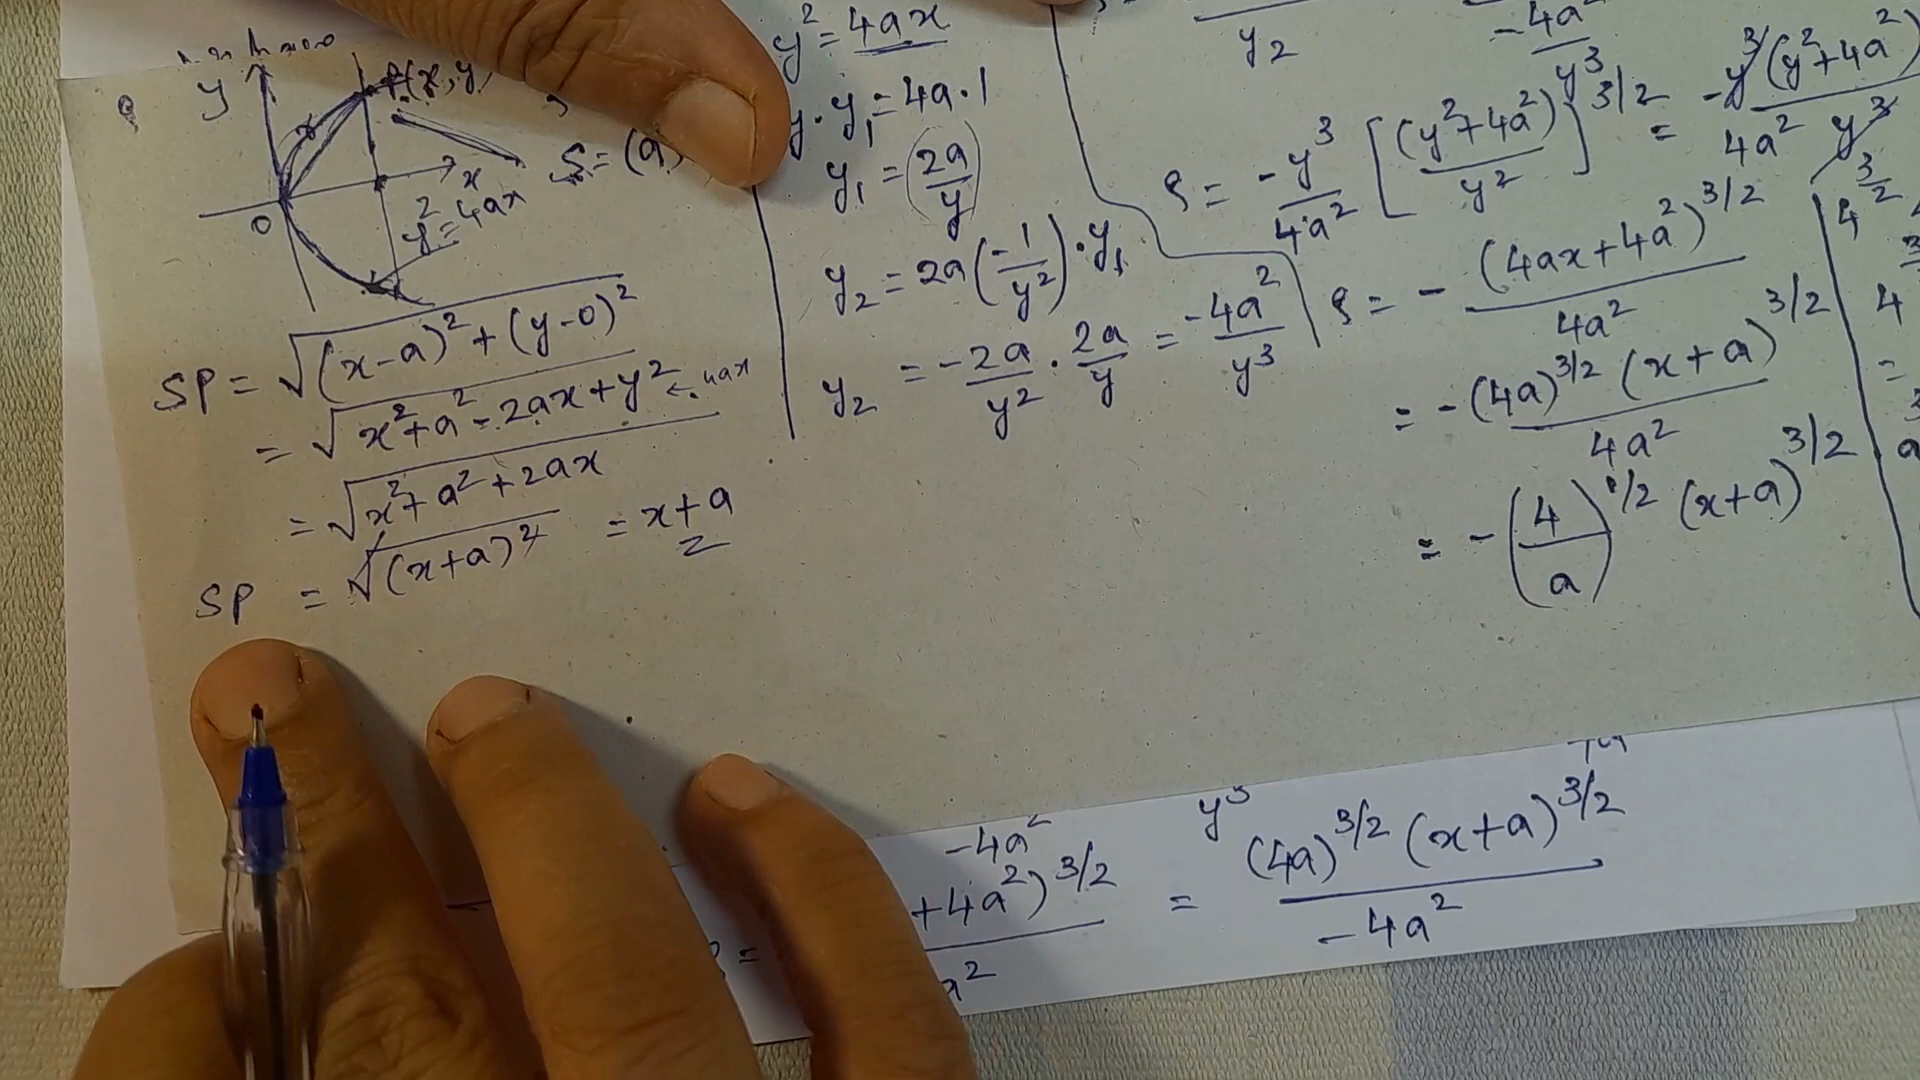 y
P(x, y
x
O
y² = 4ax
S = (a,
SP = √(x-a)² + (y-0)²
= √x² + a² - 2ax + y² ← 4ax
= √x² + a² + 2ax
SP = √(x+a)² = x+a
y² = 4ax
y·y₁ = 4a·1
y₁ = (2a/y)
y₂ = 2a(-1/y²)·y₁
y₂ = -2a/y² · 2a/y = -4a²/y³
y₂
-4a²/y³
ρ = -y³/4a² [(y²+4a²)/y²]^3/2 = -y³(y²+4a²)/4a² y³
ρ = - (4ax+4a²)^3/2 / 4a²
= - (4a)^3/2 (x+a)^3/2 / 4a²
= - (4/a)^1/2 (x+a)^3/2
4^3/2
4
=
a
-4a²
y³
+4a²)^3/2 / a² = (4a)^3/2 (x+a)^3/2 / -4a²